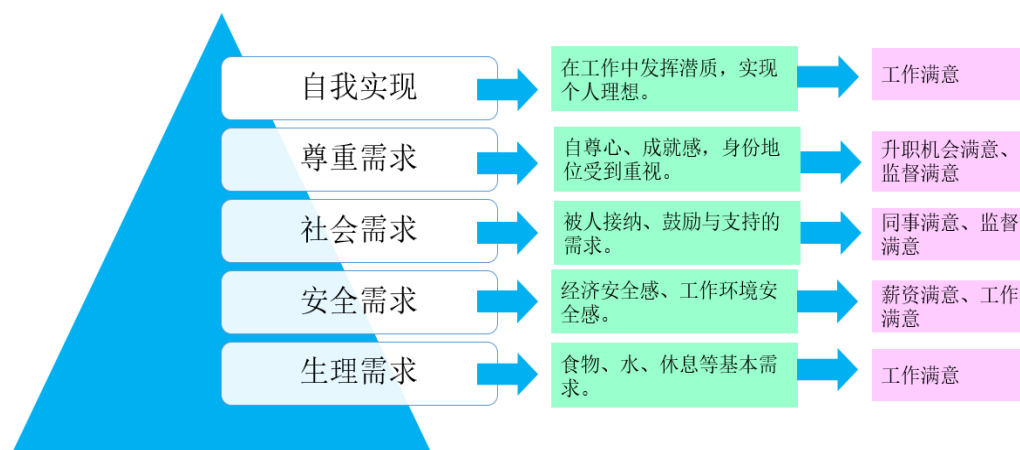 自我实现
在工作中发挥潜质，实现
个人理想。
工作满意
尊重需求
自尊心、成就感，身份地
位受到重视。
升职机会满意、
监督满意
社会需求
被人接纳、鼓励与支持的
需求。
同事满意、监督
满意
安全需求
经济安全感、工作环境安
全感。
薪资满意、工作
满意
生理需求
食物、水、休息等基本需
求。
工作满意